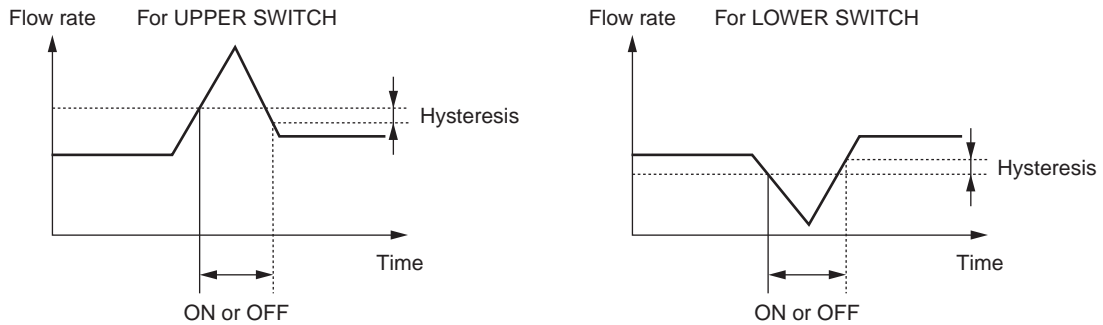 Flow rate For UPPER SWITCH
Hysteresis
Time
ON or OFF
Flow rate For LOWER SWITCH
Hysteresis
Time
ON or OFF